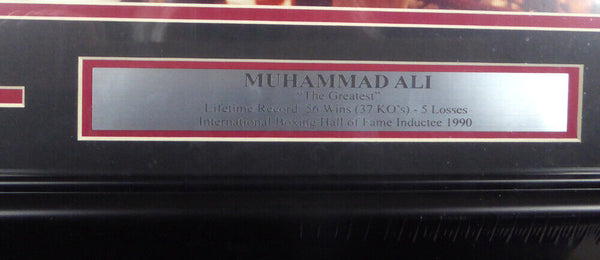 MUHAMMAD ALI
"The Greatest"
Lifetime Record: 56 Wins (37 KO's) - 5 Losses
International Boxing Hall of Fame Inductee 1990